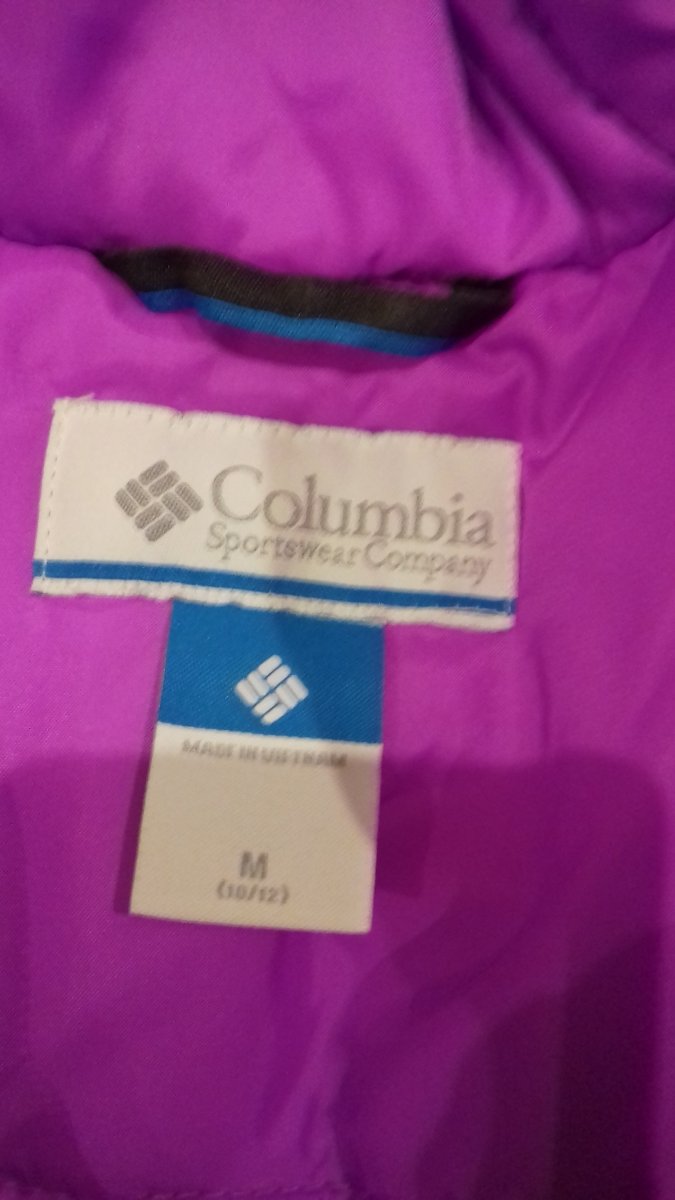 Columbia
Sportswear Company
MADE IN VIETNAM
M
(10/12)